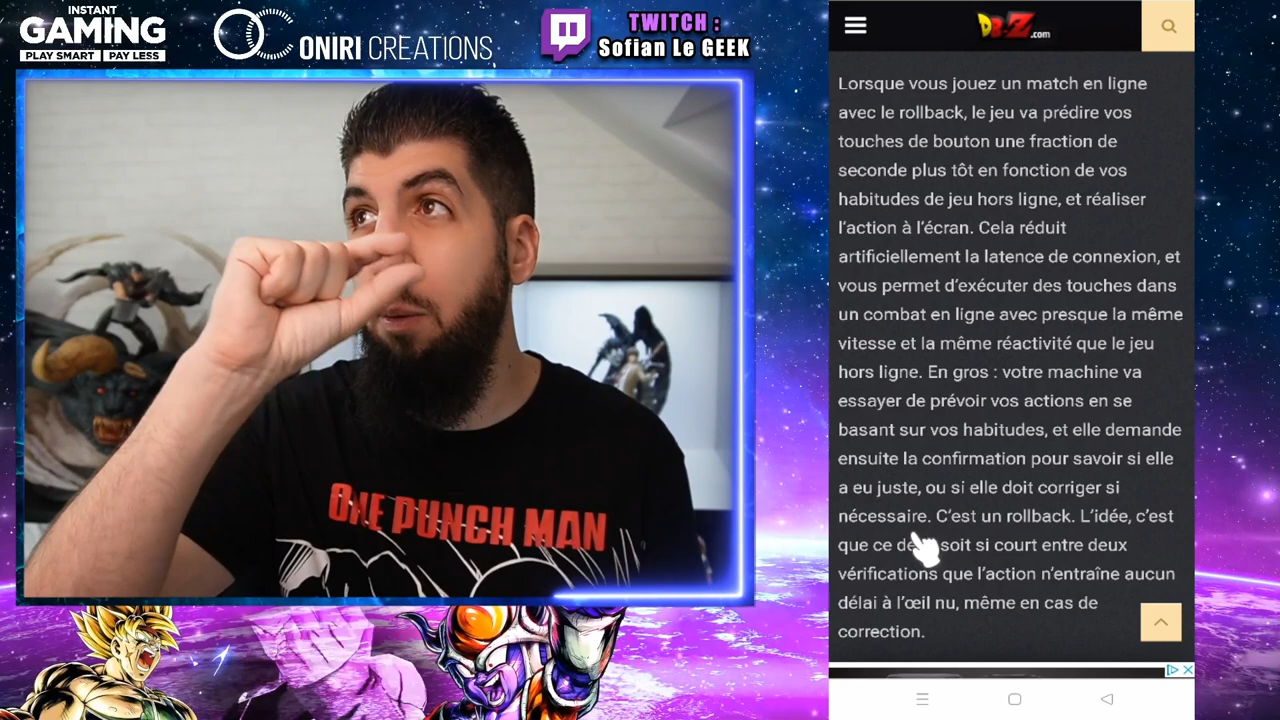 INSTANT
GAMING
PLAY SMART PAY LESS
ONIRI CREATIONS
TWITCH :
Sofian Le GEEK
ONE PUNCH MAN
DB-Z.com
Lorsque vous jouez un match en ligne
avec le rollback, le jeu va prédire vos
touches de bouton une fraction de
seconde plus tôt en fonction de vos
habitudes de jeu hors ligne, et réaliser
l'action à l'écran. Cela réduit
artificiellement la latence de connexion, et
vous permet d'exécuter des touches dans
un combat en ligne avec presque la même
vitesse et la même réactivité que le jeu
hors ligne. En gros : votre machine va
essayer de prévoir vos actions en se
basant sur vos habitudes, et elle demande
ensuite la confirmation pour savoir si elle
a eu juste, ou si elle doit corriger si
nécessaire. C'est un rollback. L'idée, c'est
que ce soit si court entre deux
vérifications que l'action n'entraîne aucun
délai à l'œil nu, même en cas de
correction.